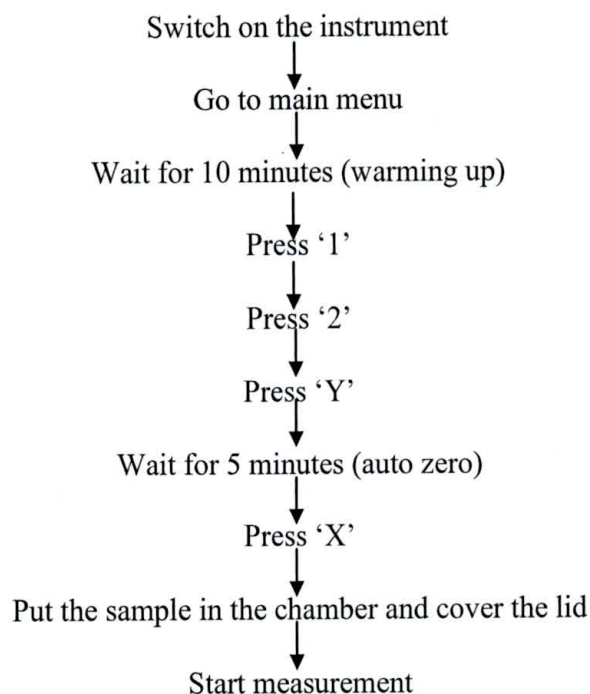 Switch on the instrument
Go to main menu
Wait for 10 minutes (warming up)
Press ‘1’
Press ‘2’
Press ‘Y’
Wait for 5 minutes (auto zero)
Press ‘X’
Put the sample in the chamber and cover the lid
Start measurement